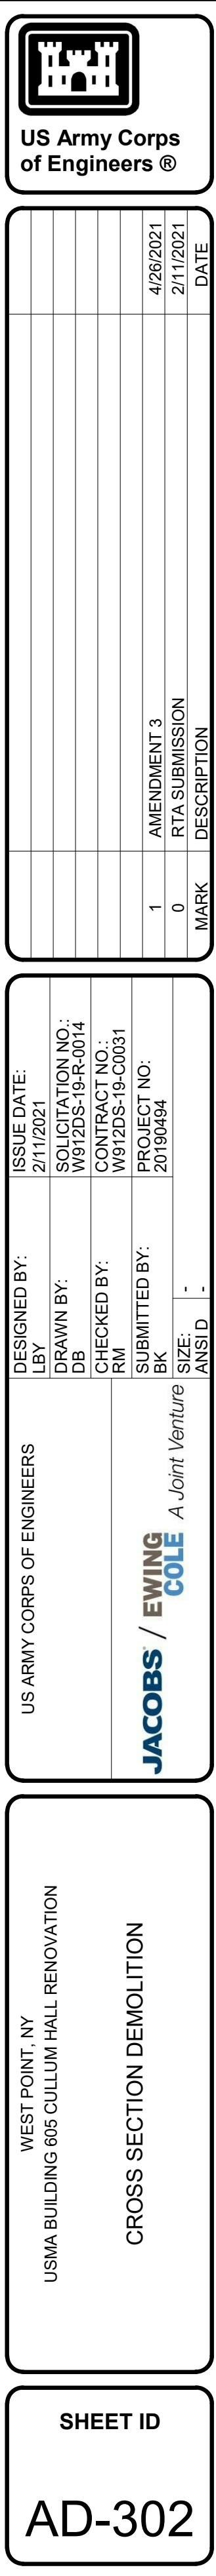 US Army Corps
of Engineers ®
4/26/2021
2/11/2021
DATE
AMENDMENT 3
RTA SUBMISSION
DESCRIPTION
1
0
MARK
ISSUE DATE:
2/11/2021
SOLICITATION NO.:
W912DS-19-R-0014
CONTRACT NO.:
W912DS-19-C0031
PROJECT NO:
20190494
DESIGNED BY:
LBY
DRAWN BY:
DB
CHECKED BY:
RM
SUBMITTED BY:
BK
SIZE: -
ANSI D -
US ARMY CORPS OF ENGINEERS
JACOBS / EWING
COLE A Joint Venture
WEST POINT, NY
USMA BUILDING 605 CULLUM HALL RENOVATION
CROSS SECTION DEMOLITION
SHEET ID
AD-302